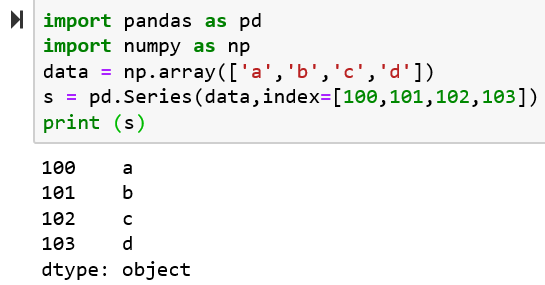 import pandas as pd
import numpy as np
data = np.array(['a','b','c','d'])
s = pd.Series(data,index=[100,101,102,103])
print (s)
100    a
101    b
102    c
103    d
dtype: object